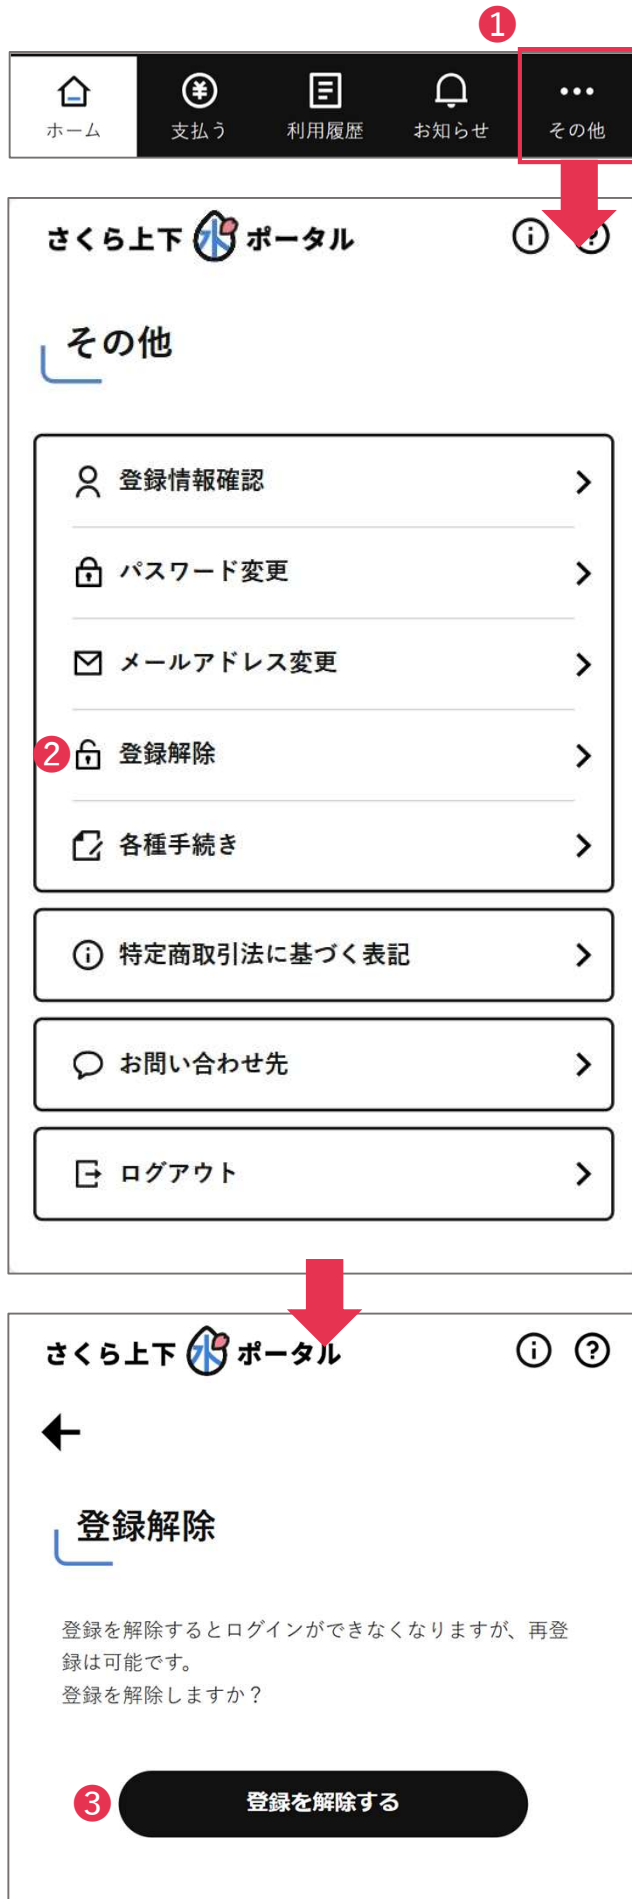 1
ホーム 支払う 利用履歴 お知らせ その他
さくら上下水ポータル
その他
登録情報確認
パスワード変更
メールアドレス変更
2 登録解除
各種手続き
特定商取引法に基づく表記
お問い合わせ先
ログアウト
さくら上下水ポータル
登録解除
登録を解除するとログインができなくなりますが、再登
録は可能です。
登録を解除しますか？
3 登録を解除する